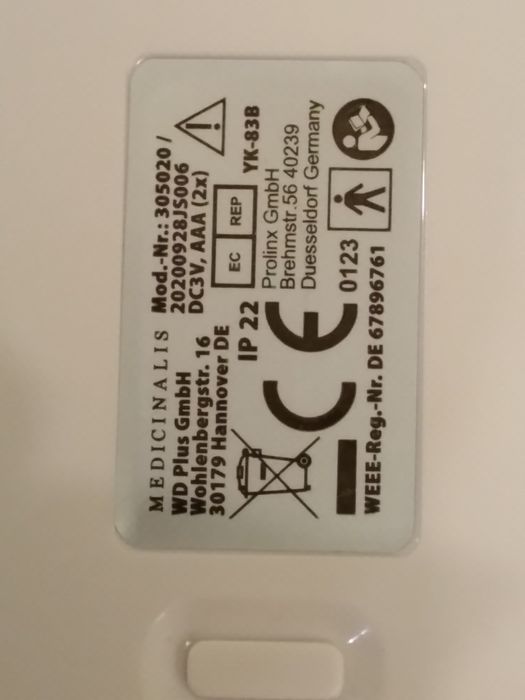 MEDICINALIS
WD Plus GmbH
Wohlenbergstr. 16
30179 Hannover DE
Mod.-Nr.: 305020 /
20200928JS006
DC3V, AAA (2x)
IP 22
YK-83B
EC REP
Prolinx GmbH
Brehmstr.56 40239
Duesseldorf Germany
CE 0123
WEEE-Reg.-Nr. DE 67896761